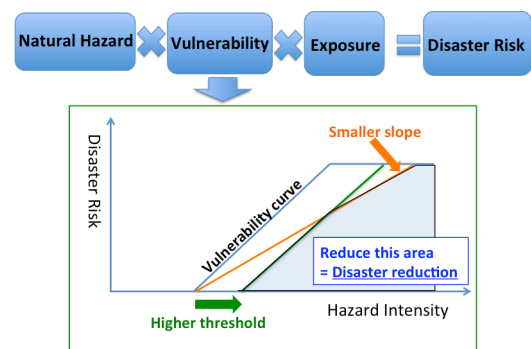 Natural Hazard
Vulnerability
Exposure
Disaster Risk
Disaster Risk
Smaller slope
Vulnerability curve
Reduce this area
= Disaster reduction
Higher threshold
Hazard Intensity